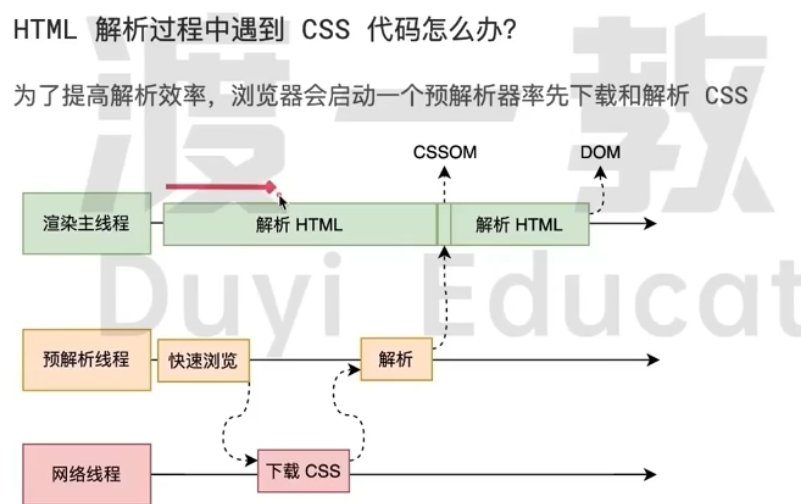 HTML 解析过程中遇到 CSS 代码怎么办?
为了提高解析效率，浏览器会启动一个预解析器率先下载和解析 CSS
渡一教
CSSOM
DOM
渲染主线程
解析 HTML
解析 HTML
Duyi Educat
预解析线程
快速浏览
解析
网络线程
下载 CSS